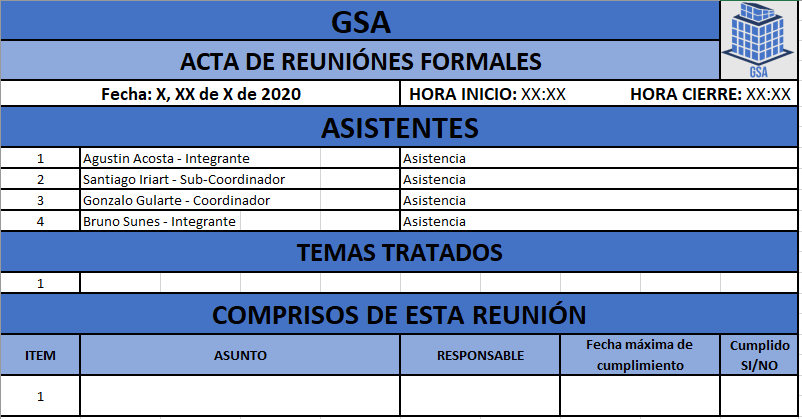 GSA
GSA
ACTA DE REUNIÓNES FORMALES
Fecha: X, XX de X de 2020 HORA INICIO: XX:XX HORA CIERRE: XX:XX
ASISTENTES
1 Agustin Acosta - Integrante Asistencia
2 Santiago Iriart - Sub-Coordinador Asistencia
3 Gonzalo Gularte - Coordinador Asistencia
4 Bruno Sunes - Integrante Asistencia
TEMAS TRATADOS
1
COMPRISOS DE ESTA REUNIÓN
ITEM ASUNTO RESPONSABLE Fecha máxima de cumplimiento Cumplido SI/NO
1